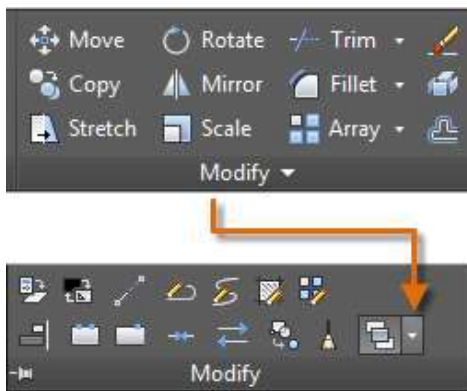 Move Rotate Trim
Copy Mirror Fillet
Stretch Scale Array
Modify
Modify